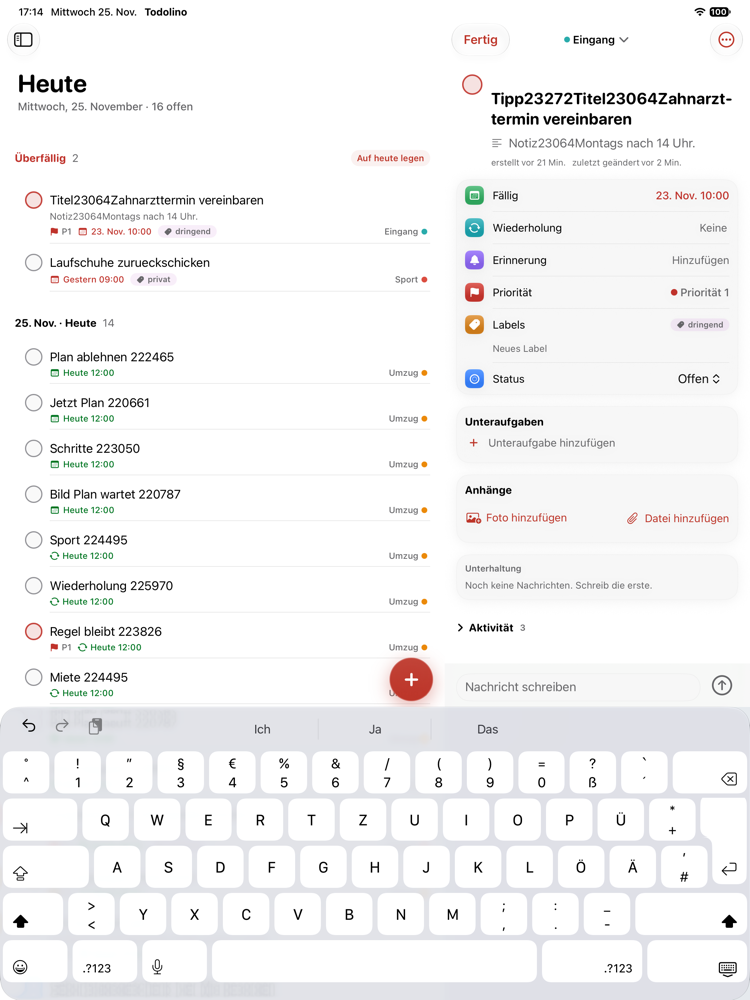 17:14 Mittwoch 25. Nov. Todolino
100
Heute
Mittwoch, 25. November · 16 offen
Überfällig 2
Auf heute legen
Titel23064Zahnarzttermin vereinbaren
Notiz23064Montags nach 14 Uhr.
P1 23. Nov. 10:00 dringend
Eingang
Laufschuhe zurueckschicken
Gestern 09:00 privat
Sport
25. Nov. · Heute 14
Plan ablehnen 222465
Heute 12:00
Umzug
Jetzt Plan 220661
Heute 12:00
Umzug
Schritte 223050
Heute 12:00
Umzug
Bild Plan wartet 220787
Heute 12:00
Umzug
Sport 224495
Heute 12:00
Umzug
Wiederholung 225970
Heute 12:00
Umzug
Regel bleibt 223826
P1 Heute 12:00
Umzug
Miete 224495
Heute 12:00
Fertig
Eingang
Tipp23272Titel23064Zahnarzt-
termin vereinbaren
Notiz23064Montags nach 14 Uhr.
erstellt vor 21 Min. zuletzt geändert vor 2 Min.
Fällig 23. Nov. 10:00
Wiederholung Keine
Erinnerung Hinzufügen
Priorität Priorität 1
Labels dringend
Neues Label
Status Offen
Unteraufgaben
+ Unteraufgabe hinzufügen
Anhänge
Foto hinzufügen Datei hinzufügen
Unterhaltung
Noch keine Nachrichten. Schreib die erste.
Aktivität 3
Nachricht schreiben
Ich Ja Das
° ! " § € % & / ( ) = ? `
^ 1 2 3 4 5 6 7 8 9 0 ß ´
Q W E R T Z U I O P Ü * +
A S D F G H J K L Ö Ä ' #
> < Y X C V B N M ; , : . _ -
.?123 .?123